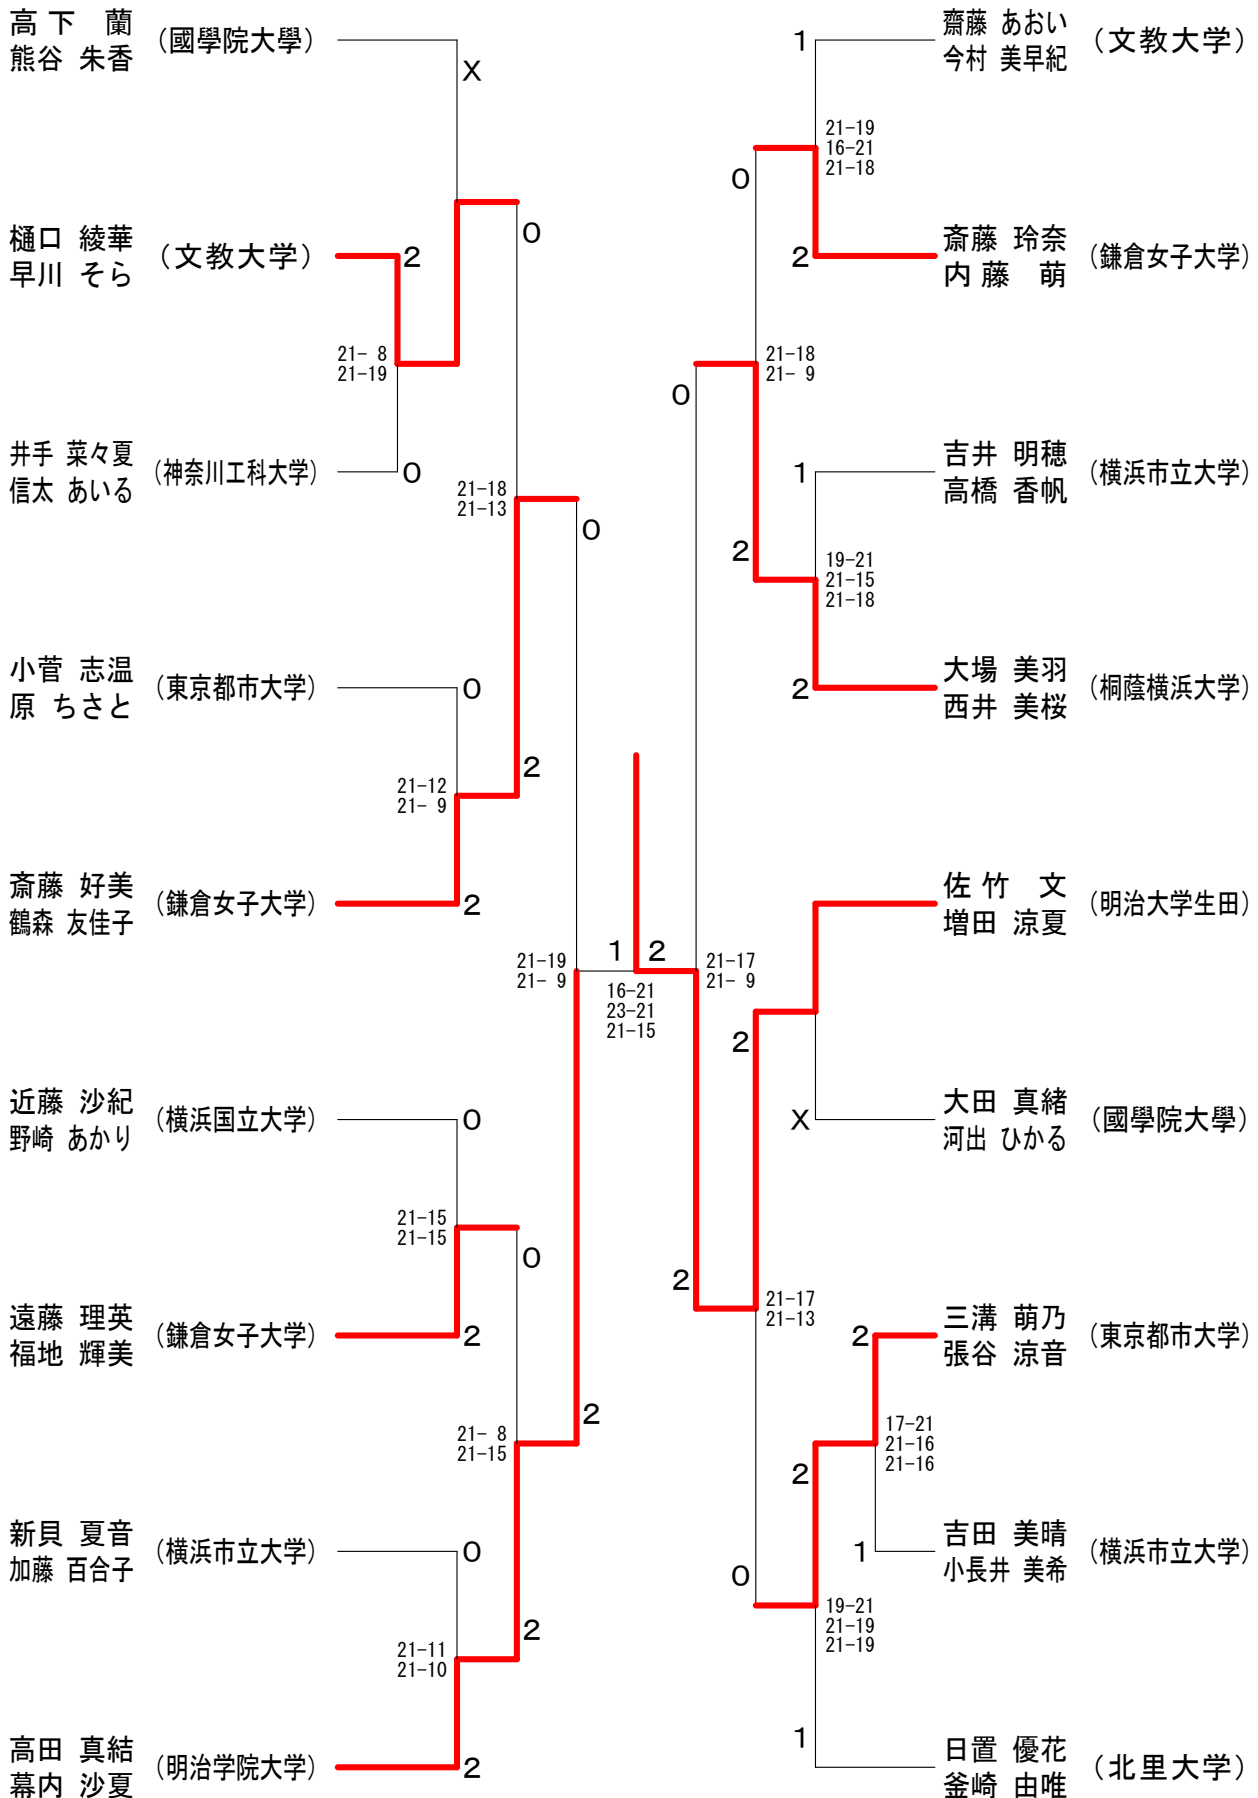 高下 蘭
熊谷 朱香
(國學院大學)
X
樋口 綾華
早川 そら
(文教大学)
2
0
21- 8
21-19
井手 菜々夏
信太 あいる
(神奈川工科大学)
0
21-18
21-13
0
小菅 志温
原 ちさと
(東京都市大学)
0
2
21-12
21- 9
斎藤 好美
鶴森 友佳子
(鎌倉女子大学)
2
21-19
21- 9
1
2
16-21
23-21
21-15
近藤 沙紀
野崎 あかり
(横浜国立大学)
0
21-15
21-15
0
遠藤 理英
福地 輝美
(鎌倉女子大学)
2
2
21- 8
21-15
新貝 夏音
加藤 百合子
(横浜市立大学)
0
2
21-11
21-10
高田 真結
幕内 沙夏
(明治学院大学)
2
1
齋藤 あおい
今村 美早紀
(文教大学)
21-19
16-21
21-18
0
2
斎藤 玲奈
内藤 萌
(鎌倉女子大学)
21-18
21- 9
0
1
吉井 明穂
高橋 香帆
(横浜市立大学)
2
19-21
21-15
21-18
2
大場 美羽
西井 美桜
(桐蔭横浜大学)
佐竹 文
増田 涼夏
(明治大学生田)
21-17
21- 9
2
X
大田 真緒
河出 ひかる
(國學院大學)
2
21-17
21-13
2
三溝 萌乃
張谷 涼音
(東京都市大学)
17-21
21-16
21-16
2
1
吉田 美晴
小長井 美希
(横浜市立大学)
0
19-21
21-19
21-19
1
日置 優花
釜崎 由唯
(北里大学)